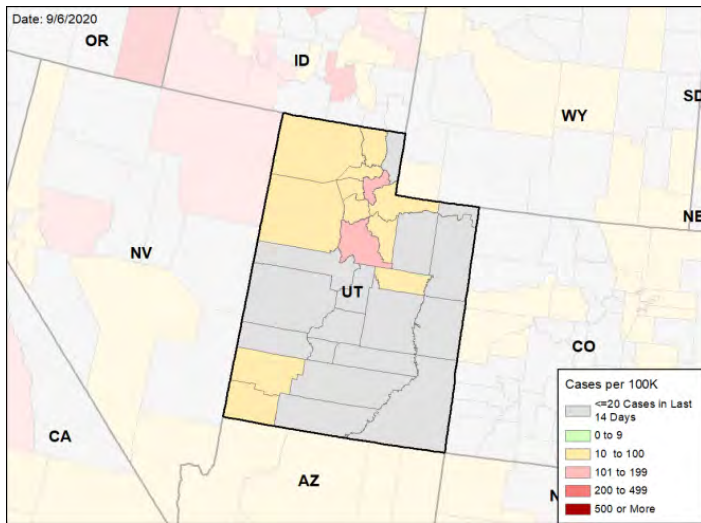 Date: 9/6/2020
OR
ID
WY
SD
NE
NV
UT
CO
CA
AZ
N
Cases per 100K
<=20 Cases in Last
14 Days
0 to 9
10 to 100
101 to 199
200 to 499
500 or More